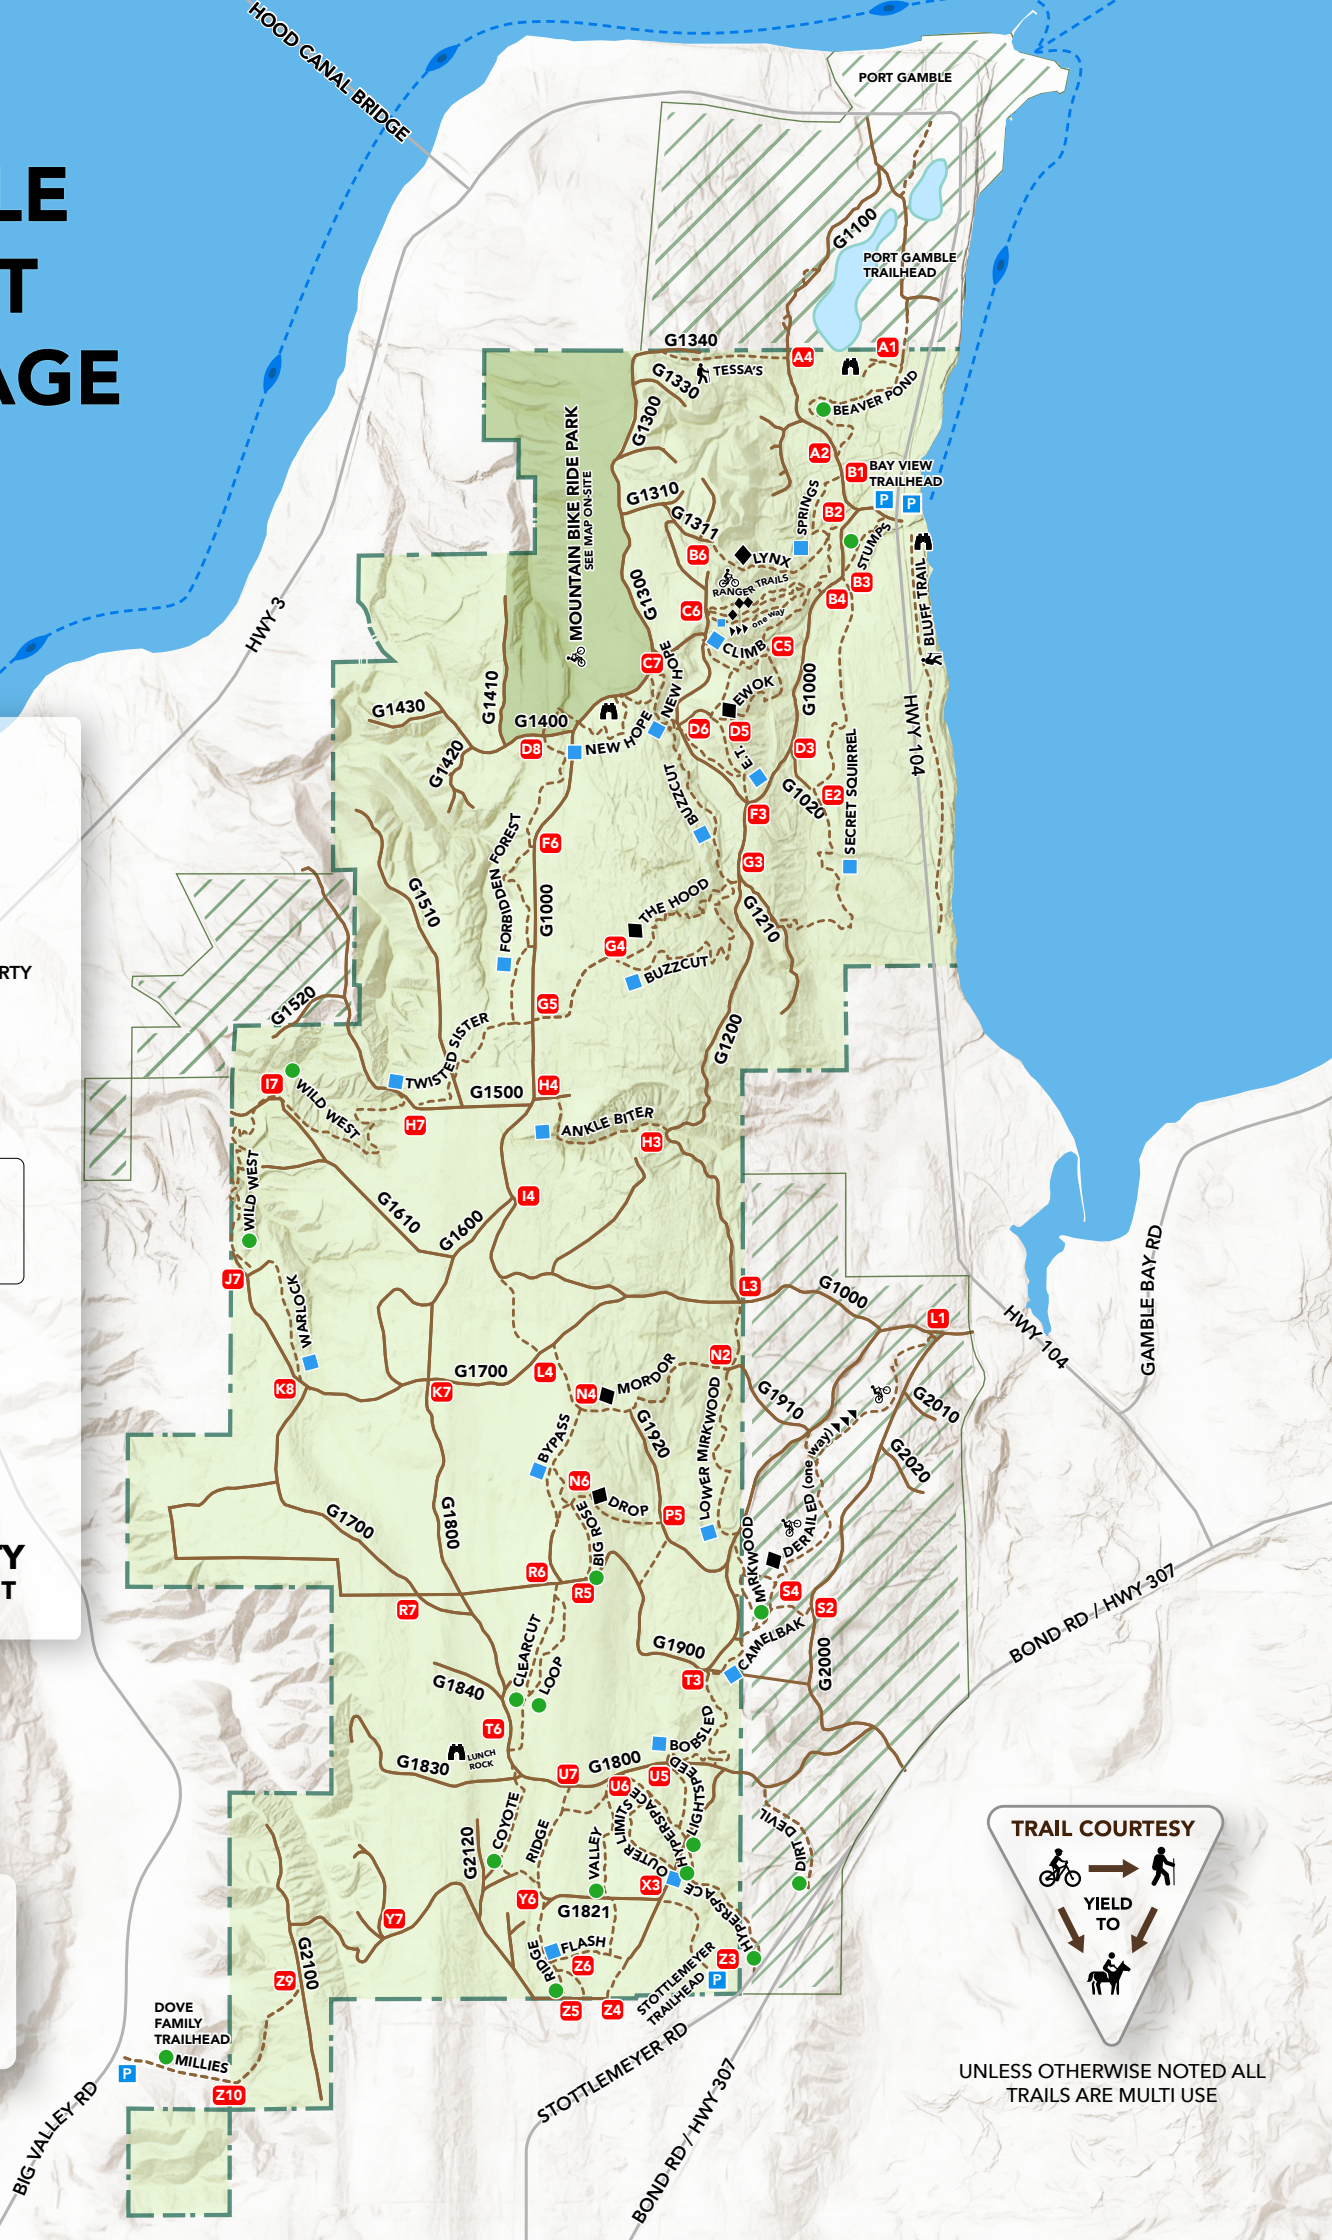 HOOD CANAL BRIDGE
PORT GAMBLE
LE
T
AGE
G1100
PORT GAMBLE
TRAILHEAD
G1340
A4
A1
TESSA'S
G1330
BEAVER POND
G1300
MOUNTAIN BIKE RIDE PARK
SEE MAP ON-SITE
A2
B1
BAY VIEW
TRAILHEAD
P
P
G1310
SPRINGS
B2
G1311
STUMPS
B6
LYNX
RANGER TRAILS
B3
B4
G1300
C6
one way
BLUFF TRAIL
HWY 3
CLIMB
C5
C7
NEW HOPE
EWOK
G1000
G1410
G1430
G1400
D8
NEW HOPE
D6
D5
D3
HWY 104
G1420
E.T.
G1020
E2
SECRET SQUIRREL
BUZZCUT
F3
F6
FORBIDDEN FOREST
G3
G1510
G1000
THE HOOD
G1210
G4
RTY
BUZZCUT
G1520
G5
TWISTED SISTER
G1200
I7
WILD WEST
G1500
H4
H7
ANKLE BITER
H3
WILD WEST
G1610
G1600
I4
J7
WARLOCK
L3
G1000
L1
HWY 104
GAMBLE BAY RD
K8
G1700
K7
L4
N2
N4
MORDOR
G1910
G2010
BYPASS
G1920
LOWER MIRKWOOD
DERAILED (one way)
G2020
N6
DROP
G1700
G1800
BIG ROSE
P5
MIRKWOOD
TY
T
R6
R5
R7
S4
S2
BOND RD / HWY 307
CLEARCUT
LOOP
G1900
CAMELBAK
T3
G2000
G1840
T6
LUNCH
ROCK
G1830
BOBSLED
G1800
U7
U6
U5
LIGHTSPEED
COYOTE
RIDGE
OUTER LIMITS
HYPERSPACE
DIRT DEVIL
G2120
VALLEY
X3
HYPERSPACE
Y6
G1821
Y7
RIDGE
FLASH
Z6
Z3
STOTTLEMEYER
TRAILHEAD
P
G2100
Z9
Z5
Z4
DOVE
FAMILY
TRAILHEAD
P
MILLIES
Z10
BIG VALLEY RD
STOTTLEMEYER RD
BOND RD / HWY 307
TRAIL COURTESY
YIELD
TO
UNLESS OTHERWISE NOTED ALL
TRAILS ARE MULTI USE